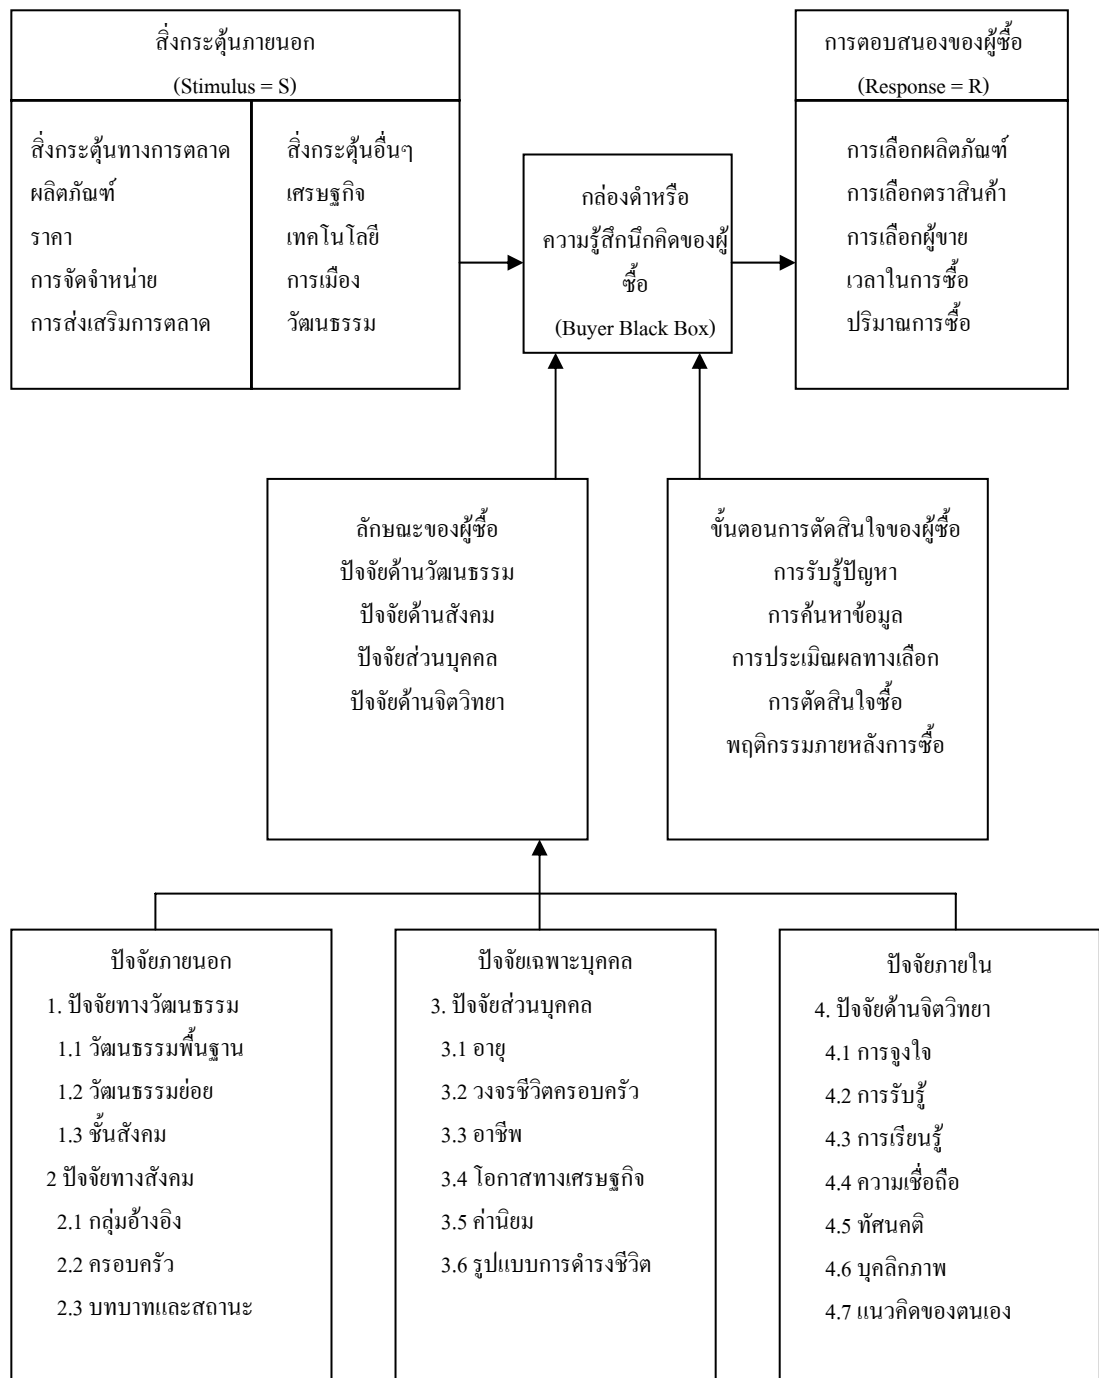 สิ่งกระตุ้นภายนอก
(Stimulus = S)
สิ่งกระตุ้นทางการตลาด
ผลิตภัณฑ์
ราคา
การจัดจำหน่าย
การส่งเสริมการตลาด
สิ่งกระตุ้นอื่นๆ
เศรษฐกิจ
เทคโนโลยี
การเมือง
วัฒนธรรม
กล่องดำหรือ
ความรู้สึกนึกคิดของผู้
ซื้อ
(Buyer Black Box)
การตอบสนองของผู้ซื้อ
(Response = R)
การเลือกผลิตภัณฑ์
การเลือกตราสินค้า
การเลือกผู้ขาย
เวลาในการซื้อ
ปริมาณการซื้อ
ลักษณะของผู้ซื้อ
ปัจจัยด้านวัฒนธรรม
ปัจจัยด้านสังคม
ปัจจัยส่วนบุคคล
ปัจจัยด้านจิตวิทยา
ขั้นตอนการตัดสินใจของผู้ซื้อ
การรับรู้ปัญหา
การค้นหาข้อมูล
การประเมิณผลทางเลือก
การตัดสินใจซื้อ
พฤติกรรมภายหลังการซื้อ
ปัจจัยภายนอก
1. ปัจจัยทางวัฒนธรรม
1.1 วัฒนธรรมพื้นฐาน
1.2 วัฒนธรรมย่อย
1.3 ชั้นสังคม
2 ปัจจัยทางสังคม
2.1 กลุ่มอ้างอิง
2.2 ครอบครัว
2.3 บทบาทและสถานะ
ปัจจัยเฉพาะบุคคล
3. ปัจจัยส่วนบุคคล
3.1 อายุ
3.2 วงจรชีวิตครอบครัว
3.3 อาชีพ
3.4 โอกาสทางเศรษฐกิจ
3.5 ค่านิยม
3.6 รูปแบบการดำรงชีวิต
ปัจจัยภายใน
4. ปัจจัยด้านจิตวิทยา
4.1 การจูงใจ
4.2 การรับรู้
4.3 การเรียนรู้
4.4 ความเชื่อถือ
4.5 ทัศนคติ
4.6 บุคลิกภาพ
4.7 แนวคิดของตนเอง